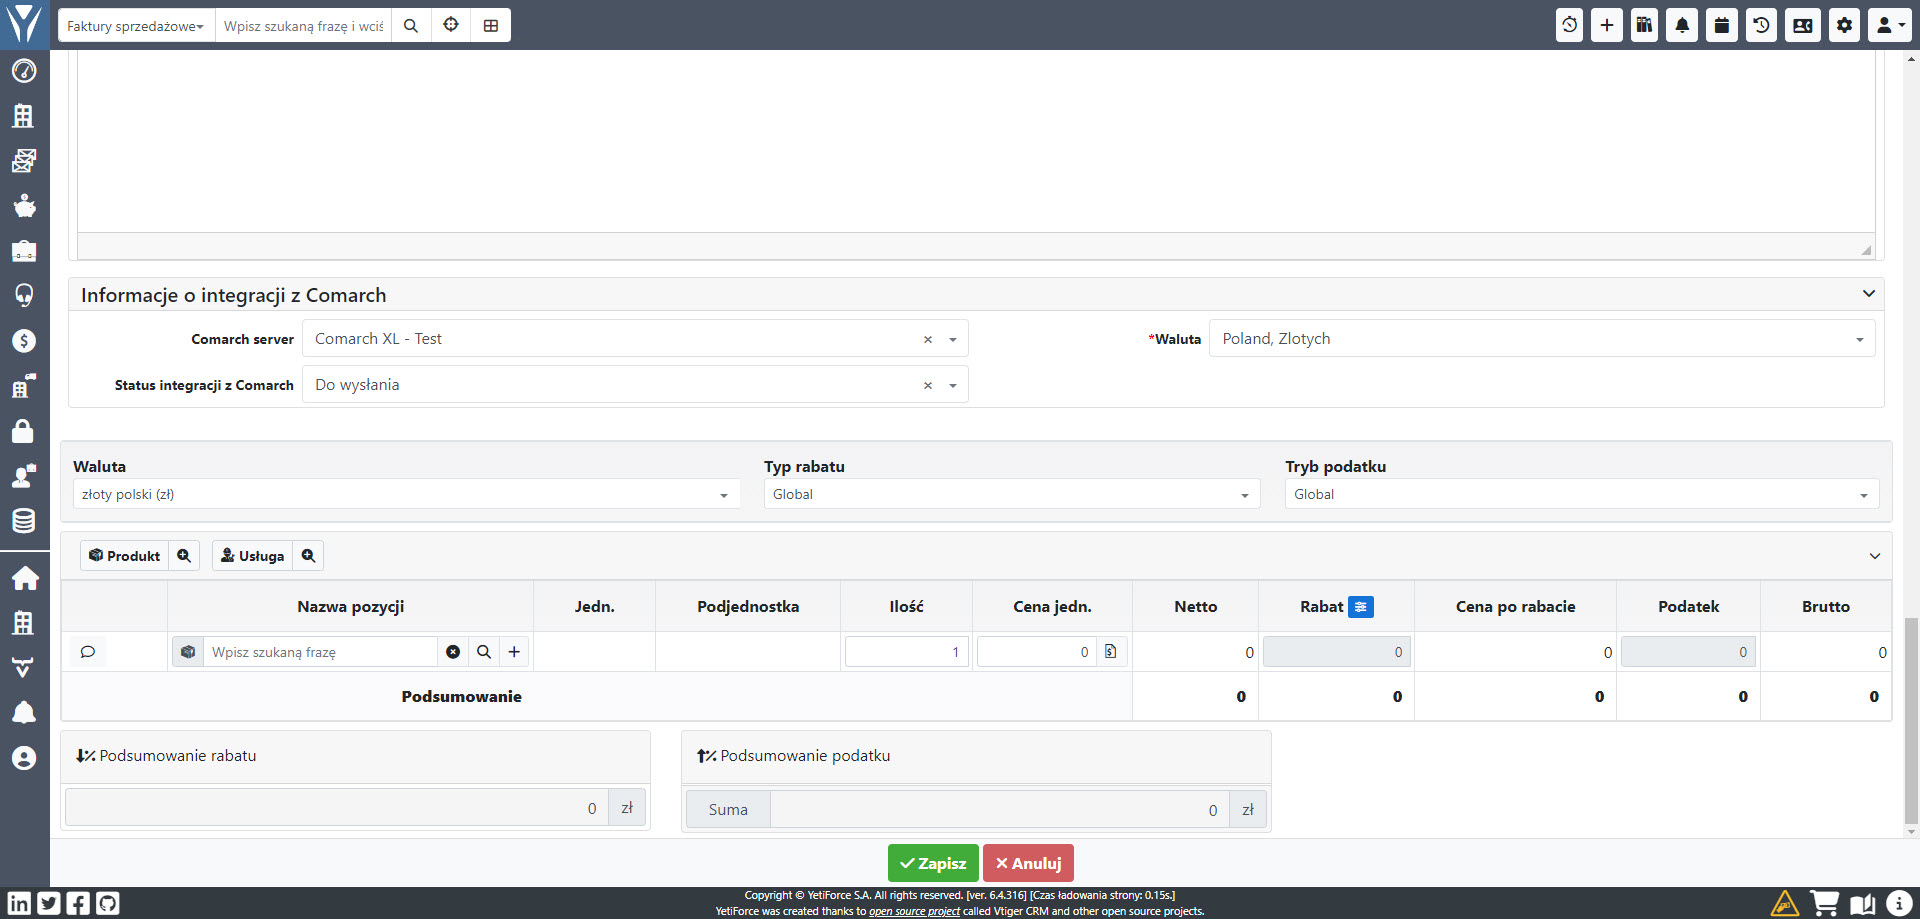 Faktury sprzedażowe
Wpisz szukaną frazę i wciś
Informacje o integracji z Comarch
Comarch server
Comarch XL - Test
*Waluta
Poland, Zlotych
Status integracji z Comarch
Do wysłania
Waluta
Typ rabatu
Tryb podatku
złoty polski (zł)
Global
Global
Produkt
Usługa
Nazwa pozycji
Jedn.
Podjednostka
Ilość
Cena jedn.
Netto
Rabat
Cena po rabacie
Podatek
Brutto
Wpisz szukaną frazę
1
0
0
0
0
0
0
Podsumowanie
0
0
0
0
0
Podsumowanie rabatu
Podsumowanie podatku
0 zł
Suma
0 zł
Zapisz
Anuluj
Copyright © YetiForce S.A. All rights reserved. [ver. 6.4.316] [Czas ładowania strony: 0.15s.]
YetiForce was created thanks to open source project called Vtiger CRM and other open source projects.